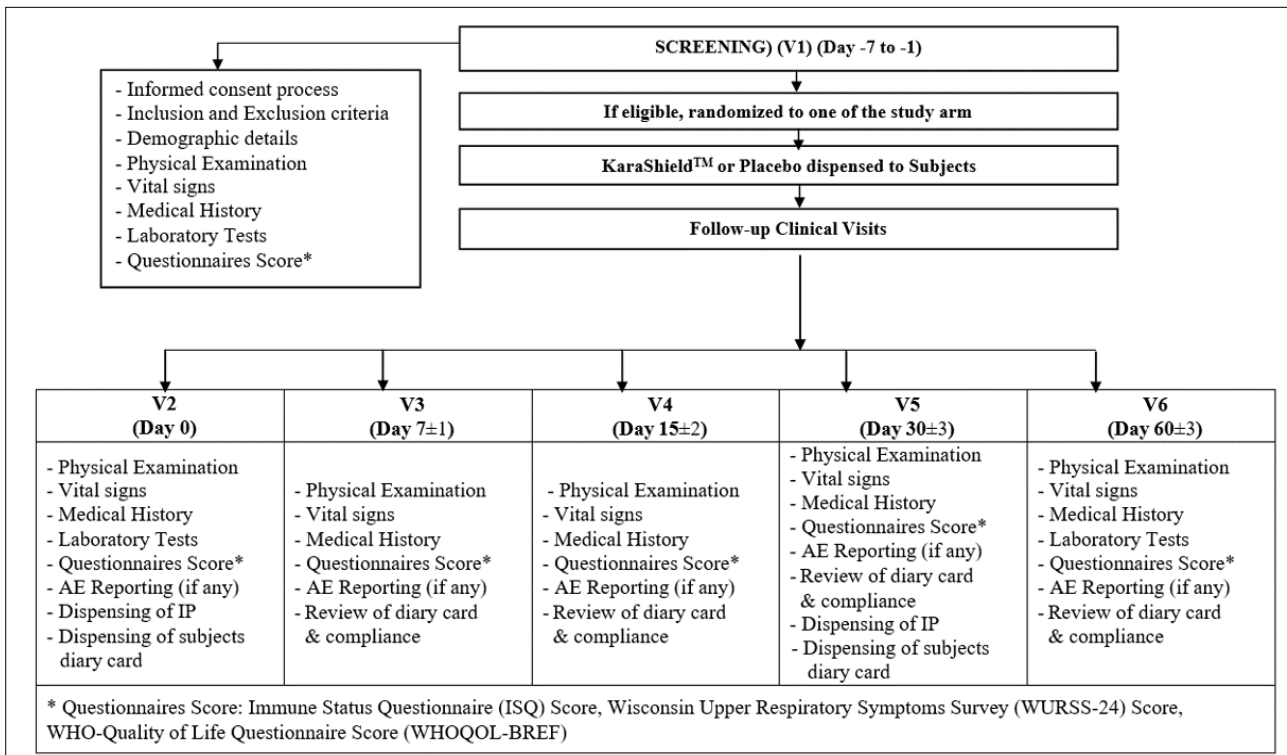 SCREENING) (V1) (Day -7 to -1)
- Informed consent process
- Inclusion and Exclusion criteria
- Demographic details
- Physical Examination
- Vital signs
- Medical History
- Laboratory Tests
- Questionnaires Score*
If eligible, randomized to one of the study arm
KaraShield™ or Placebo dispensed to Subjects
Follow-up Clinical Visits
V2
(Day 0)
- Physical Examination
- Vital signs
- Medical History
- Laboratory Tests
- Questionnaires Score*
- AE Reporting (if any)
- Dispensing of IP
- Dispensing of subjects
diary card
V3
(Day 7±1)
- Physical Examination
- Vital signs
- Medical History
- Questionnaires Score*
- AE Reporting (if any)
- Review of diary card
& compliance
V4
(Day 15±2)
- Physical Examination
- Vital signs
- Medical History
- Questionnaires Score*
- AE Reporting (if any)
- Review of diary card
& compliance
V5
(Day 30±3)
- Physical Examination
- Vital signs
- Medical History
- Questionnaires Score*
- AE Reporting (if any)
- Review of diary card
& compliance
- Dispensing of IP
- Dispensing of subjects
diary card
V6
(Day 60±3)
- Physical Examination
- Vital signs
- Medical History
- Laboratory Tests
- Questionnaires Score*
- AE Reporting (if any)
- Review of diary card
& compliance
* Questionnaires Score: Immune Status Questionnaire (ISQ) Score, Wisconsin Upper Respiratory Symptoms Survey (WURSS-24) Score,
WHO-Quality of Life Questionnaire Score (WHOQOL-BREF)